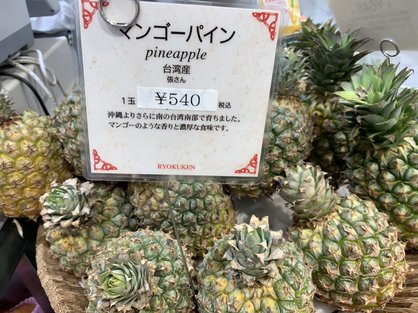 マンゴーパイン
pineapple
台湾産
張さん
1玉 ¥540 税込
沖縄よりさらに南の台湾南部で育ちました。
マンゴーのような香りと濃厚な食味です。
RYOKUKEN